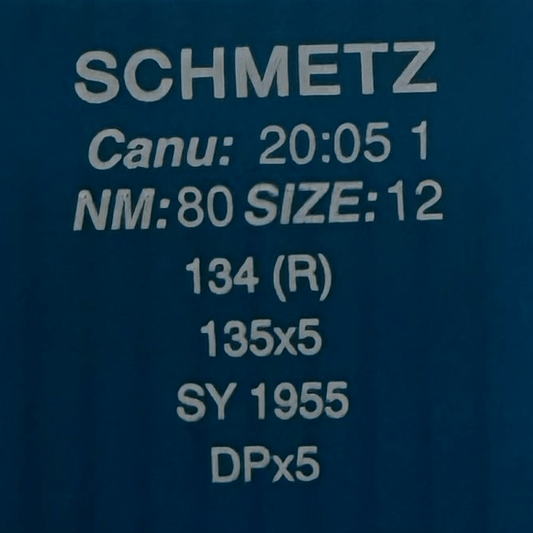 SCHMETZ
Canu: 20:05 1
NM:80 SIZE:12
134 (R)
135x5
SY 1955
DPx5